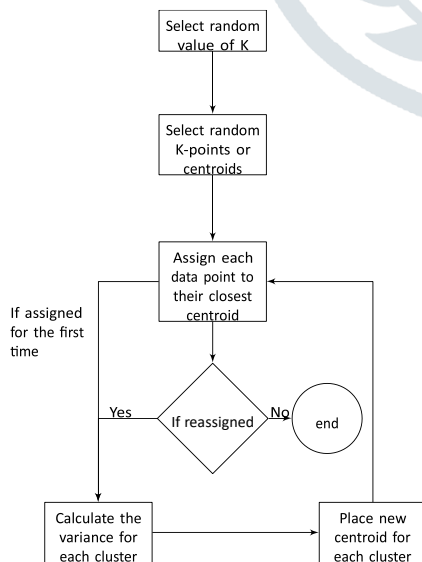 Select random
value of K
Select random
K-points or
centroids
Assign each
data point to
their closest
centroid
If assigned
for the first
time
Yes
If reassigned
No
end
Calculate the
variance for
each cluster
Place new
centroid for
each cluster